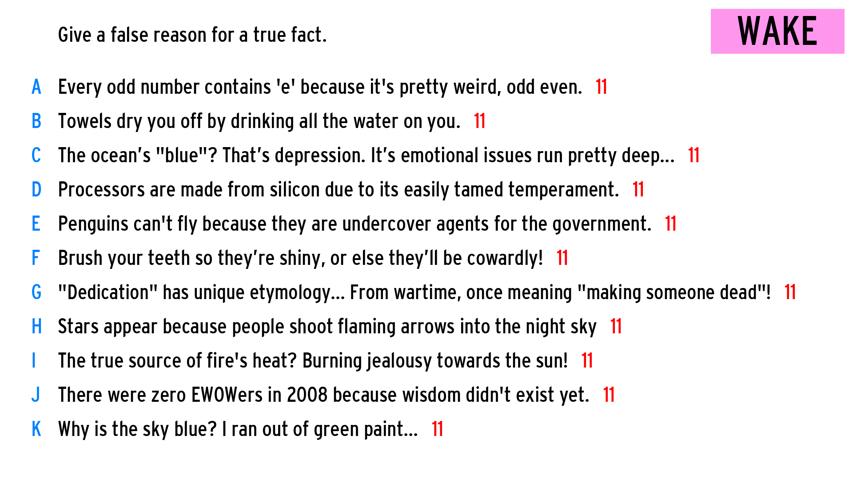 Give a false reason for a true fact.
WAKE
A Every odd number contains 'e' because it's pretty weird, odd even. 11
B Towels dry you off by drinking all the water on you. 11
C The ocean’s "blue"? That’s depression. It’s emotional issues run pretty deep... 11
D Processors are made from silicon due to its easily tamed temperament. 11
E Penguins can't fly because they are undercover agents for the government. 11
F Brush your teeth so they’re shiny, or else they’ll be cowardly! 11
G "Dedication" has unique etymology... From wartime, once meaning "making someone dead"! 11
H Stars appear because people shoot flaming arrows into the night sky 11
I The true source of fire's heat? Burning jealousy towards the sun! 11
J There were zero EWOWers in 2008 because wisdom didn't exist yet. 11
K Why is the sky blue? I ran out of green paint... 11